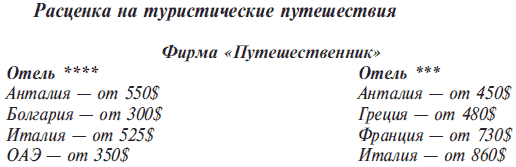 Расценка на туристические путешествия
Фирма «Путешественник»
Отель **** Отель ***
Анталия — от 550$ Анталия — от 450$
Болгария — от 300$ Греция — от 480$
Италия — от 525$ Франция — от 730$
ОАЭ — от 350$ Италия — от 860$